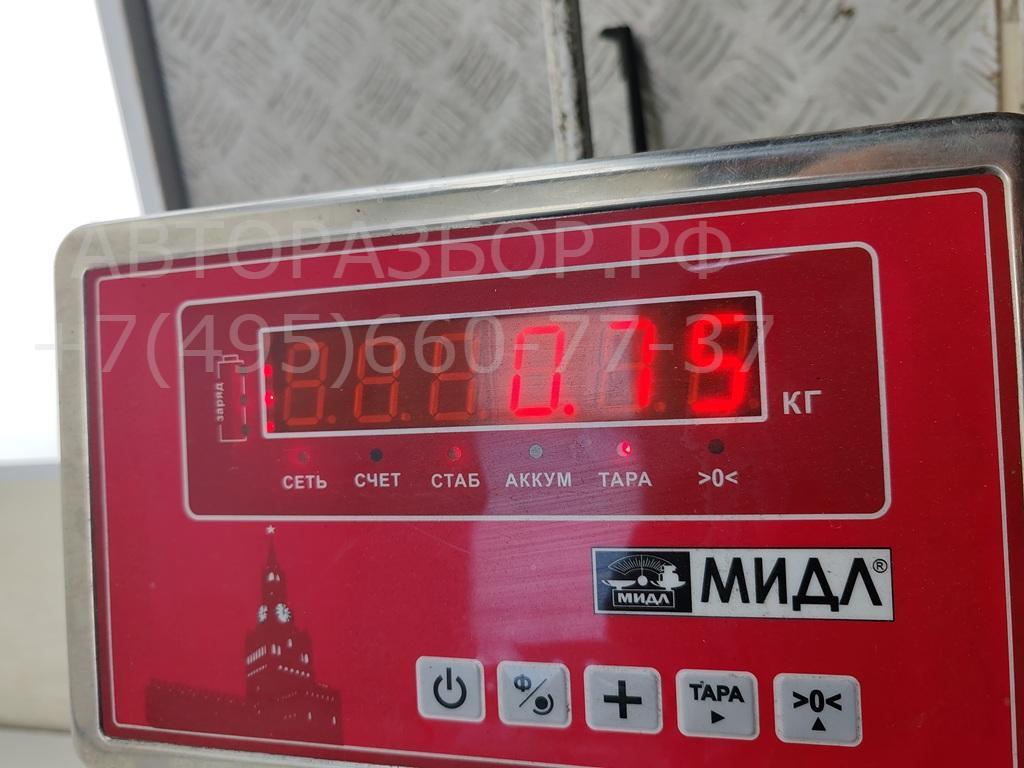 АВТОРАЗБОР.РФ
+7(495)660-77-37
заряд
0.75
КГ
СЕТЬ СЧЕТ СТАБ АККУМ ТАРА >0<
МИДЛ
МИДЛ®
Ф
ТАРА
>0<